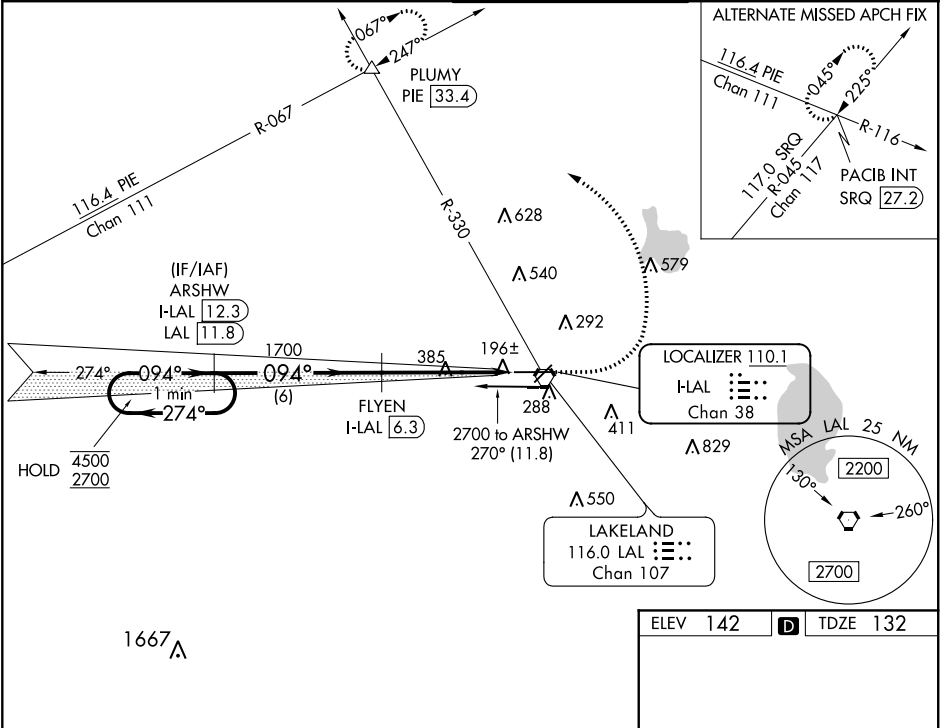 ALTERNATE MISSED APCH FIX
116.4 PIE
Chan 111
045°
225°
R-116
117.0 SRQ
R-045
Chan 117
PACIB INT
SRQ 27.2
067°
247°
PLUMY
PIE 33.4
R-067
116.4 PIE
Chan 111
R-330
628
540
579
292
(IF/IAF)
ARSHW
I-LAL 12.3
LAL 11.8
1700
385
196±
274°
094°
094°
1 min
(6)
274°
FLYEN
I-LAL 6.3
288
2700 to ARSHW
270° (11.8)
LOCALIZER 110.1
I-LAL
Chan 38
411
829
HOLD 4500
2700
550
LAKELAND
116.0 LAL
Chan 107
MSA LAL 25 NM
2200
130°
260°
2700
1667
ELEV 142 D TDZE 132